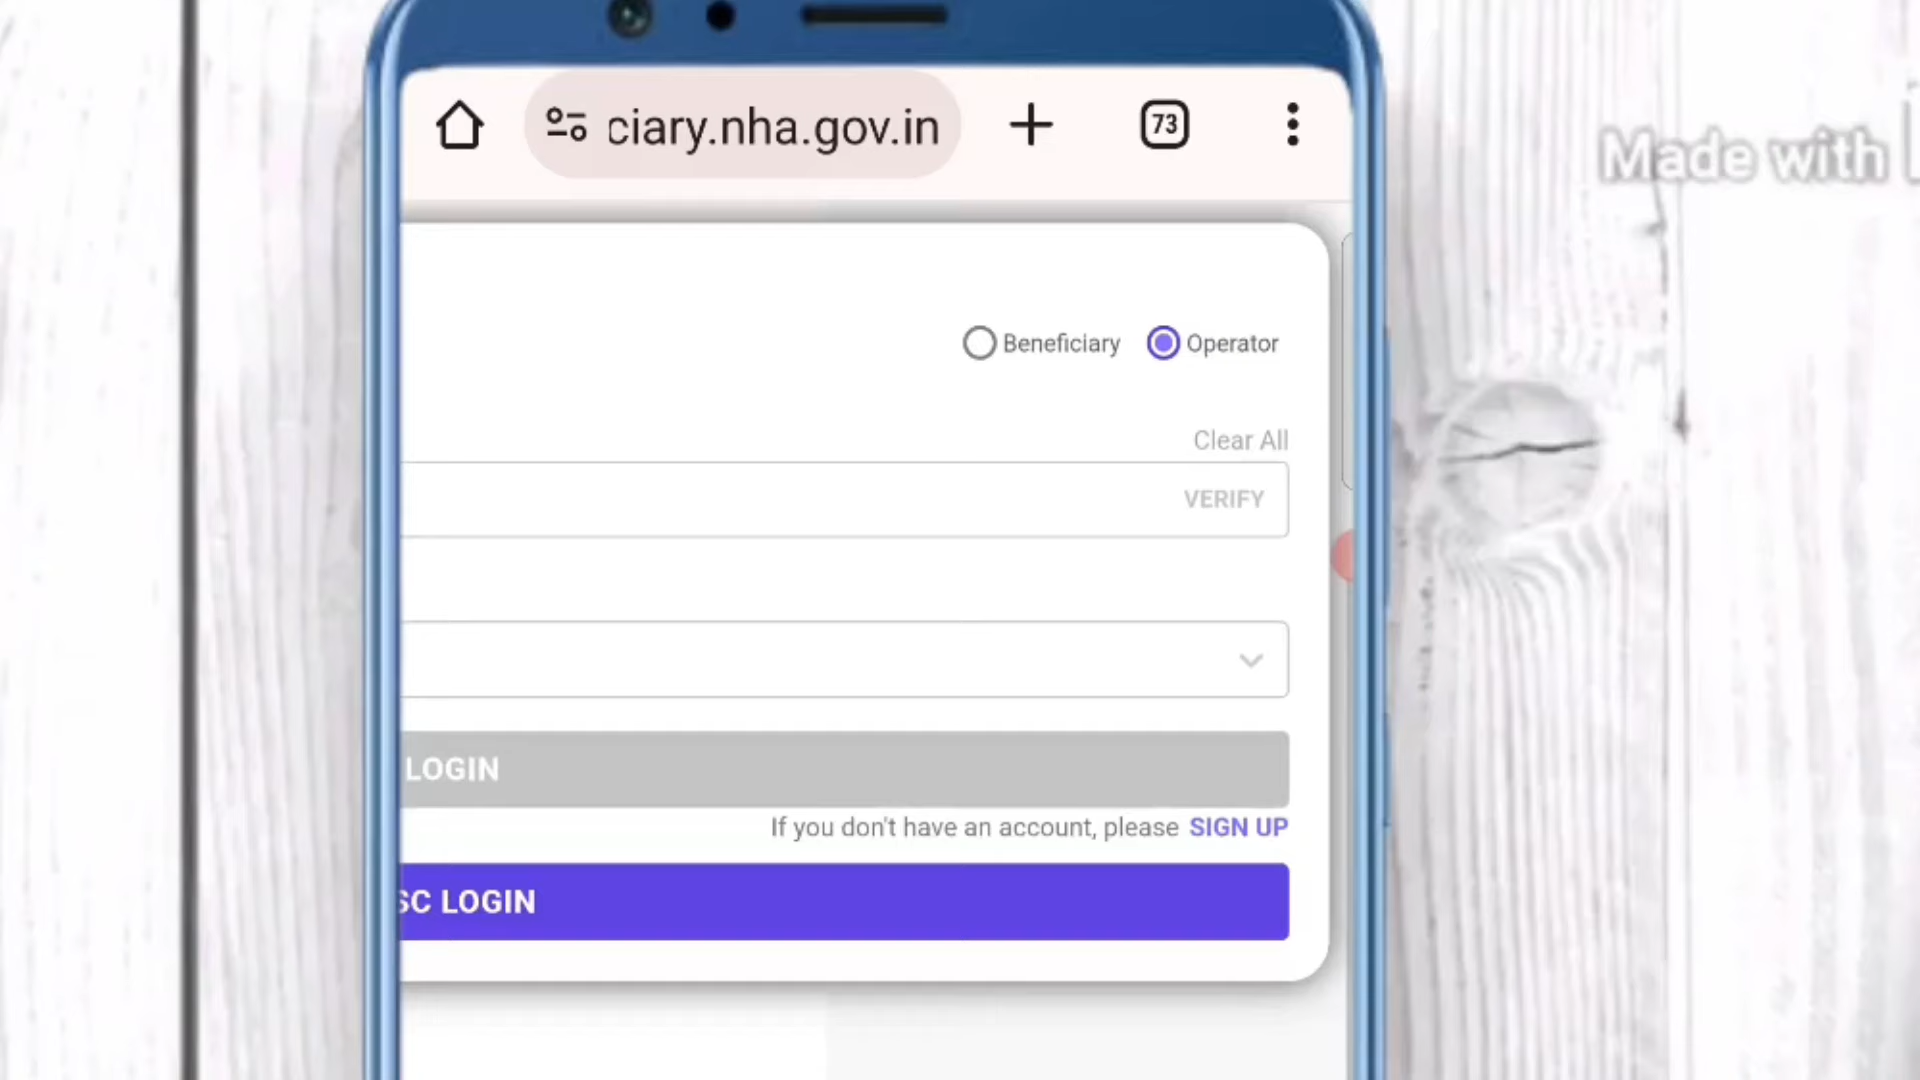 ciary.nha.gov.in
73
Made with
Beneficiary
Operator
Clear All
VERIFY
LOGIN
If you don't have an account, please SIGN UP
SC LOGIN